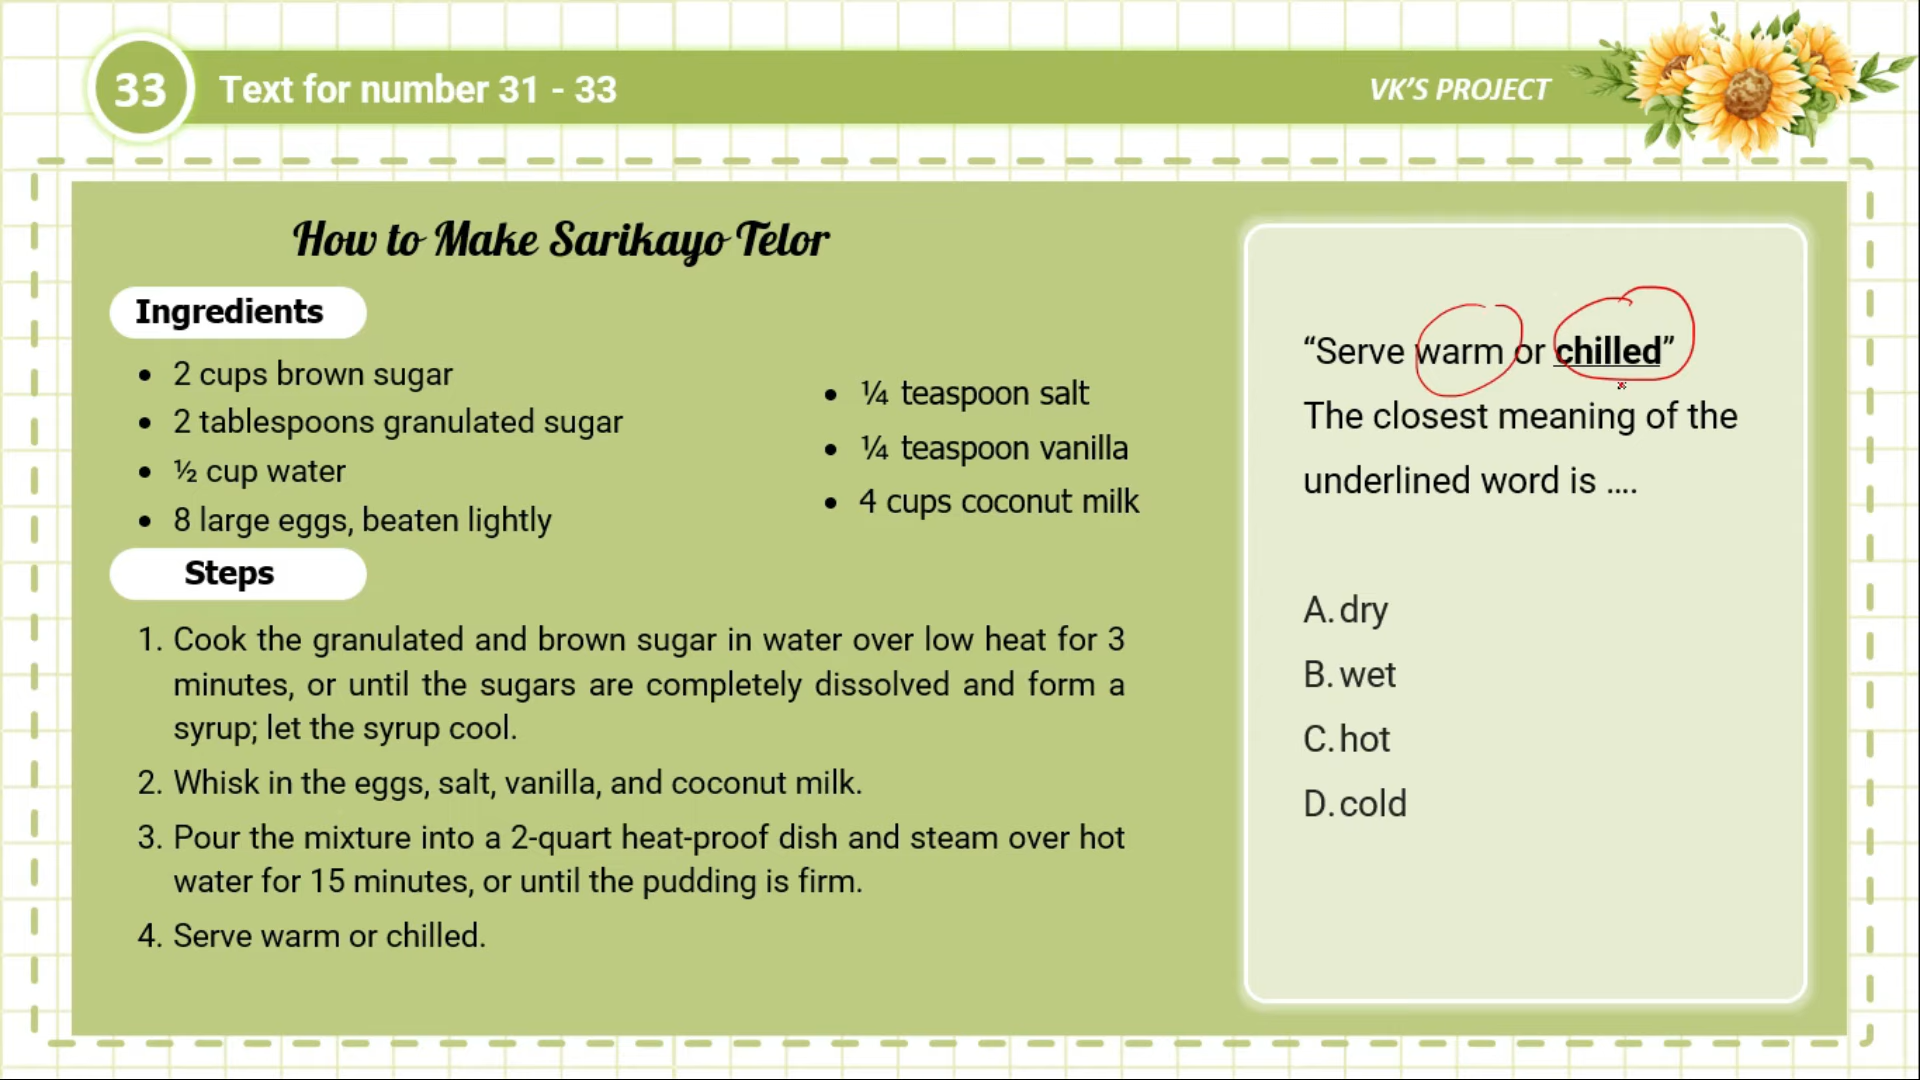 33
Text for number 31 - 33
VK'S PROJECT
How to Make Sarikayo Telor
Ingredients
• 2 cups brown sugar
• 2 tablespoons granulated sugar
• ½ cup water
• 8 large eggs, beaten lightly
• ¼ teaspoon salt
• ¼ teaspoon vanilla
• 4 cups coconut milk
Steps
1. Cook the granulated and brown sugar in water over low heat for 3
minutes, or until the sugars are completely dissolved and form a
syrup; let the syrup cool.
2. Whisk in the eggs, salt, vanilla, and coconut milk.
3. Pour the mixture into a 2-quart heat-proof dish and steam over hot
water for 15 minutes, or until the pudding is firm.
4. Serve warm or chilled.
“Serve warm or chilled”
The closest meaning of the
underlined word is ....
A. dry
B. wet
C. hot
D. cold